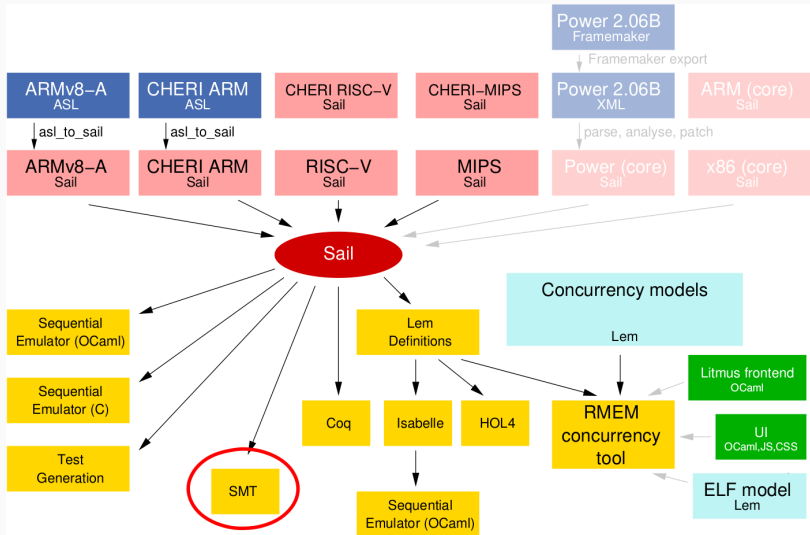 Power 2.06B
Framemaker
Framemaker export
ARMv8-A
ASL
CHERI ARM
ASL
CHERI RISC-V
Sail
CHERI-MIPS
Sail
Power 2.06B
XML
ARM (core)
Sail
asl_to_sail
asl_to_sail
parse, analyse, patch
ARMv8-A
Sail
CHERI ARM
Sail
RISC-V
Sail
MIPS
Sail
Power (core)
Sail
x86 (core)
Sail
Sail
Concurrency models
Lem
Sequential
Emulator (OCaml)
Lem
Definitions
Litmus frontend
OCaml
Sequential
Emulator (C)
Coq
Isabelle
HOL4
RMEM
concurrency
tool
UI
OCaml,JS,CSS
Test
Generation
SMT
ELF model
Lem
Sequential
Emulator (OCaml)